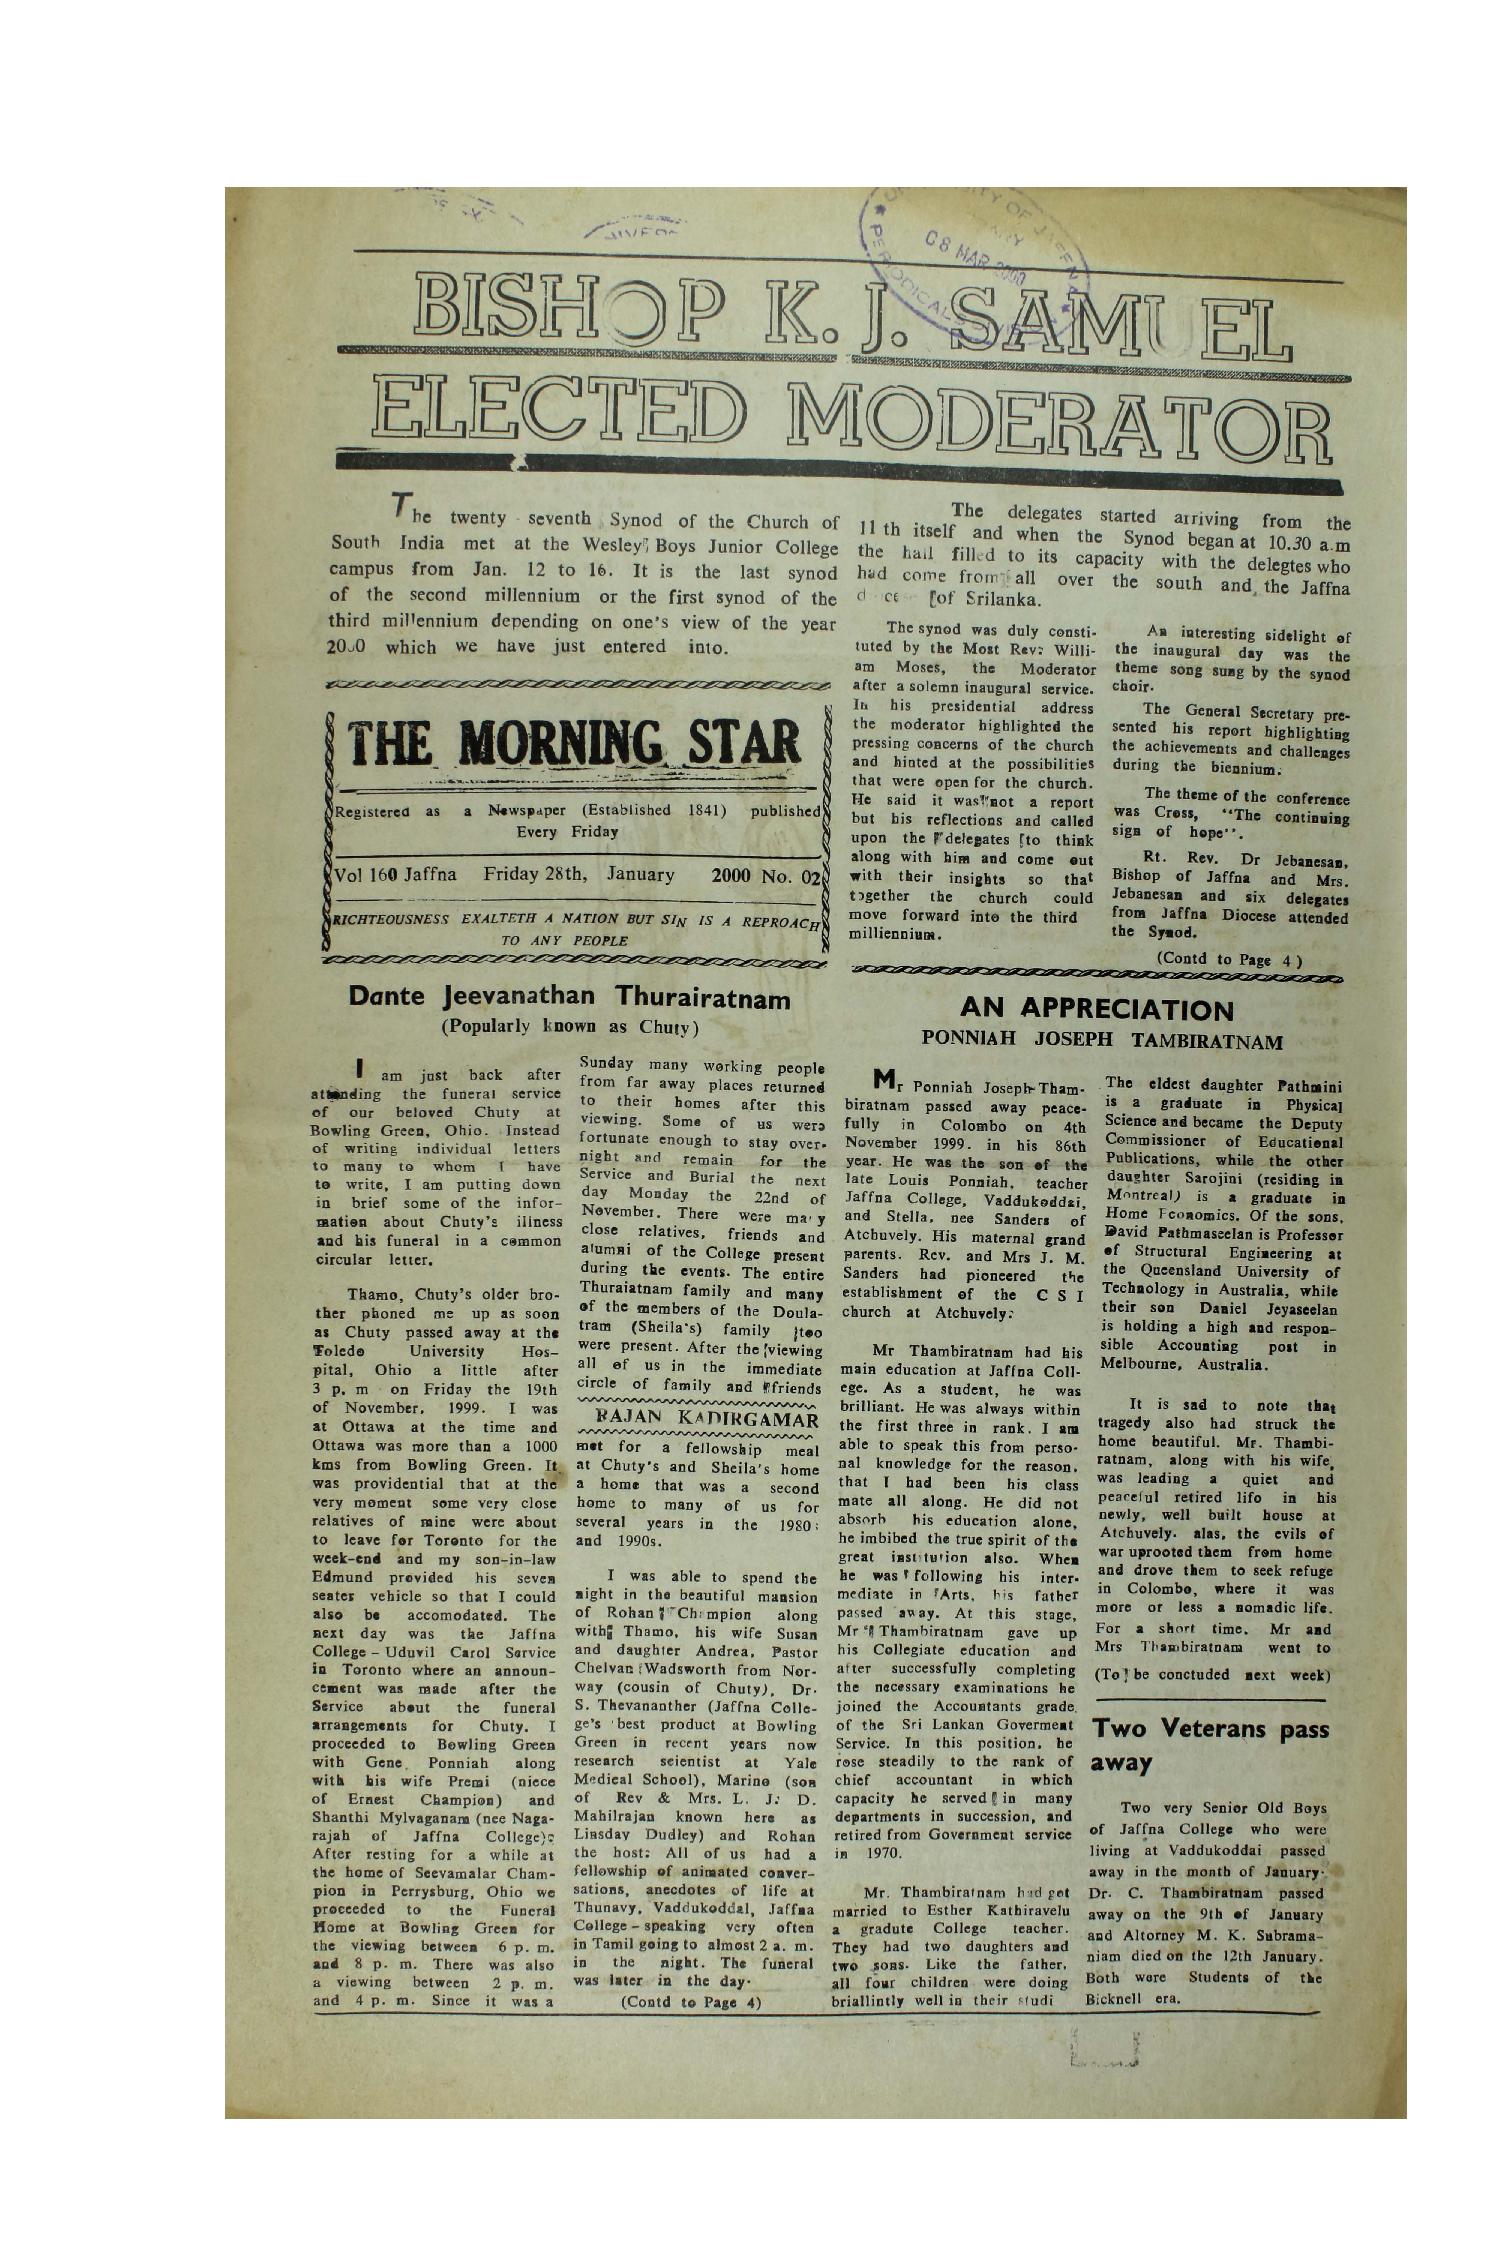 UNIVERSITY OF JAFFNA
08 MAR 2000
PERIODICALS
BISHOP K. J. SAMUEL
ELECTED MODERATOR
The twenty seventh Synod of the Church of
South India met at the Wesley Boys Junior College
campus from Jan. 12 to 16. It is the last synod
of the second millennium or the first synod of the
third millennium depending on one's view of the year
2000 which we have just entered into.
The delegates started arriving from the
11 th itself and when the Synod began at 10.30 a.m
the hall filled to its capacity with the delegtes who
had come from all over the south and the Jaffna
of Srilanka.
The synod was duly consti-
tuted by the Most Rev: Willi-
am Moses, the Moderator
after a solemn inaugural service.
In his presidential address
the moderator highlighted the
pressing concerns of the church
and hinted at the possibilities
that were open for the church.
He said it was not a report
but his reflections and called
upon the delegates to think
along with him and come out
with their insights so that
together the church could
move forward into the third
milliennium.
An interesting sidelight of
the inaugural day was the
theme song sung by the synod
choir.
The General Secretary pre-
sented his report highlighting
the achievements and challenges
during the biennium.
The theme of the conference
was Cross, "The continuing
sign of hope".
Rt. Rev. Dr Jebanesan,
Bishop of Jaffna and Mrs.
Jebanesan and six delegates
from Jaffna Diocese attended
the Synod.
(Contd to Page 4 )
THE MORNING STAR
Registered as a Newspaper (Established 1841) published
Every Friday
Vol 160 Jaffna Friday 28th, January 2000 No. 02
RICHTEOUSNESS EXALTETH A NATION BUT SIN IS A REPROACH
TO ANY PEOPLE
Dante Jeevanathan Thurairatnam
(Popularly known as Chuty)
I am just back after
attending the funeral service
of our beloved Chuty at
Bowling Green, Ohio. Instead
of writing individual letters
to many to whom I have
to write, I am putting down
in brief some of the infor-
mation about Chuty's illness
and his funeral in a common
circular letter.
Thamo, Chuty's older bro-
ther phoned me up as soon
as Chuty passed away at the
Toledo University Hos-
pital, Ohio a little after
3 p. m on Friday the 19th
of November, 1999. I was
at Ottawa at the time and
Ottawa was more than a 1000
kms from Bowling Green. It
was providential that at the
very moment some very close
relatives of mine were about
to leave for Toronto for the
week-end and my son-in-law
Edmund provided his seven
seater vehicle so that I could
also be accomodated. The
next day was the Jaffna
College - Uduvil Carol Service
in Toronto where an announ-
cement was made after the
Service about the funeral
arrangements for Chuty. I
proceeded to Bowling Green
with Gene Ponniah along
with his wife Premi (niece
of Ernest Champion) and
Shanthi Mylvaganam (nee Naga-
rajah of Jaffna College):
After resting for a while at
the home of Seevamalar Cham-
pion in Perrysburg, Ohio we
proceeded to the Funeral
Home at Bowling Green for
the viewing between 6 p. m.
and 8 p. m. There was also
a viewing between 2 p. m.
and 4 p. m. Since it was a
Sunday many working people
from far away places returned
to their homes after this
viewing. Some of us were
fortunate enough to stay over-
night and remain for the
Service and Burial the next
day Monday the 22nd of
November. There were many
close relatives, friends and
alumni of the College present
during the events. The entire
Thuraiatnam family and many
of the members of the Doula-
tram (Sheila's) family too
were present. After the viewing
all of us in the immediate
circle of family and friends
RAJAN KADIRGAMAR
met for a fellowship meal
at Chuty's and Sheila's home
a home that was a second
home to many of us for
several years in the 1980s
and 1990s.
I was able to spend the
night in the beautiful mansion
of Rohan Champion along
with Thamo, his wife Susan
and daughter Andrea, Pastor
Chelvan Wadsworth from Nor-
way (cousin of Chuty), Dr.
S. Thevananther (Jaffna Colle-
ge's best product at Bowling
Green in recent years now
research scientist at Yale
Medical School), Marino (son
of Rev & Mrs. L. J. D.
Mahilrajan known here as
Linsday Dudley) and Rohan
the host: All of us had a
fellowship of animated conver-
sations, anecdotes of life at
Thunavy, Vaddukoddai, Jaffna
College - speaking very often
in Tamil going to almost 2 a. m.
in the night. The funeral
was later in the day.
(Contd to Page 4)
AN APPRECIATION
PONNIAH JOSEPH TAMBIRATNAM
Mr Ponniah Joseph Tham-
biratnam passed away peace-
fully in Colombo on 4th
November 1999. in his 86th
year. He was the son of the
late Louis Ponniah, teacher
Jaffna College, Vaddukoddai,
and Stella, nee Sanders of
Atchuvely. His maternal grand
parents. Rev. and Mrs J. M.
Sanders had pioneered the
establishment of the C S I
church at Atchuvely:
Mr Thambiratnam had his
main education at Jaffna Coll-
ege. As a student, he was
brilliant. He was always within
the first three in rank. I am
able to speak this from perso-
nal knowledge for the reason,
that I had been his class
mate all along. He did not
absorb his education alone,
he imbibed the true spirit of the
great institution also. When
he was following his inter-
mediate in Arts, his father
passed away. At this stage,
Mr Thambiratnam gave up
his Collegiate education and
after successfully completing
the necessary examinations he
joined the Accountants grade
of the Sri Lankan Goverment
Service. In this position, he
rose steadily to the rank of
chief accountant in which
capacity he served in many
departments in succession, and
retired from Government service
in 1970.
Mr. Thambiratnam had got
married to Esther Kathiravelu
a gradute College teacher.
They had two daughters and
two sons. Like the father,
all four children were doing
briallintly well in their studi
The eldest daughter Pathmini
is a graduate in Physical
Science and became the Deputy
Commissioner of Educational
Publications, while the other
daughter Sarojini (residing in
Montreal) is a graduate in
Home Economics. Of the sons,
David Pathmaseelan is Professor
of Structural Engineering at
the Queensland University of
Technology in Australia, while
their son Daniel Jeyaseelan
is holding a high and respon-
sible Accounting post in
Melbourne, Australia.
It is sad to note that
tragedy also had struck the
home beautiful. Mr. Thambi-
ratnam, along with his wife,
was leading a quiet and
peaceful retired lifo in his
newly, well built house at
Atchuvely. alas, the evils of
war uprooted them from home
and drove them to seek refuge
in Colombo, where it was
more or less a nomadic life.
For a short time, Mr and
Mrs Thambiratnam went to
(To be conctuded next week)
Two Veterans pass
away
Two very Senior Old Boys
of Jaffna College who were
living at Vaddukoddai passed
away in the month of January.
Dr. C. Thambiratnam passed
away on the 9th of January
and Altorney M. K. Subrama-
niam died on the 12th January.
Both were Students of the
Bicknell era.